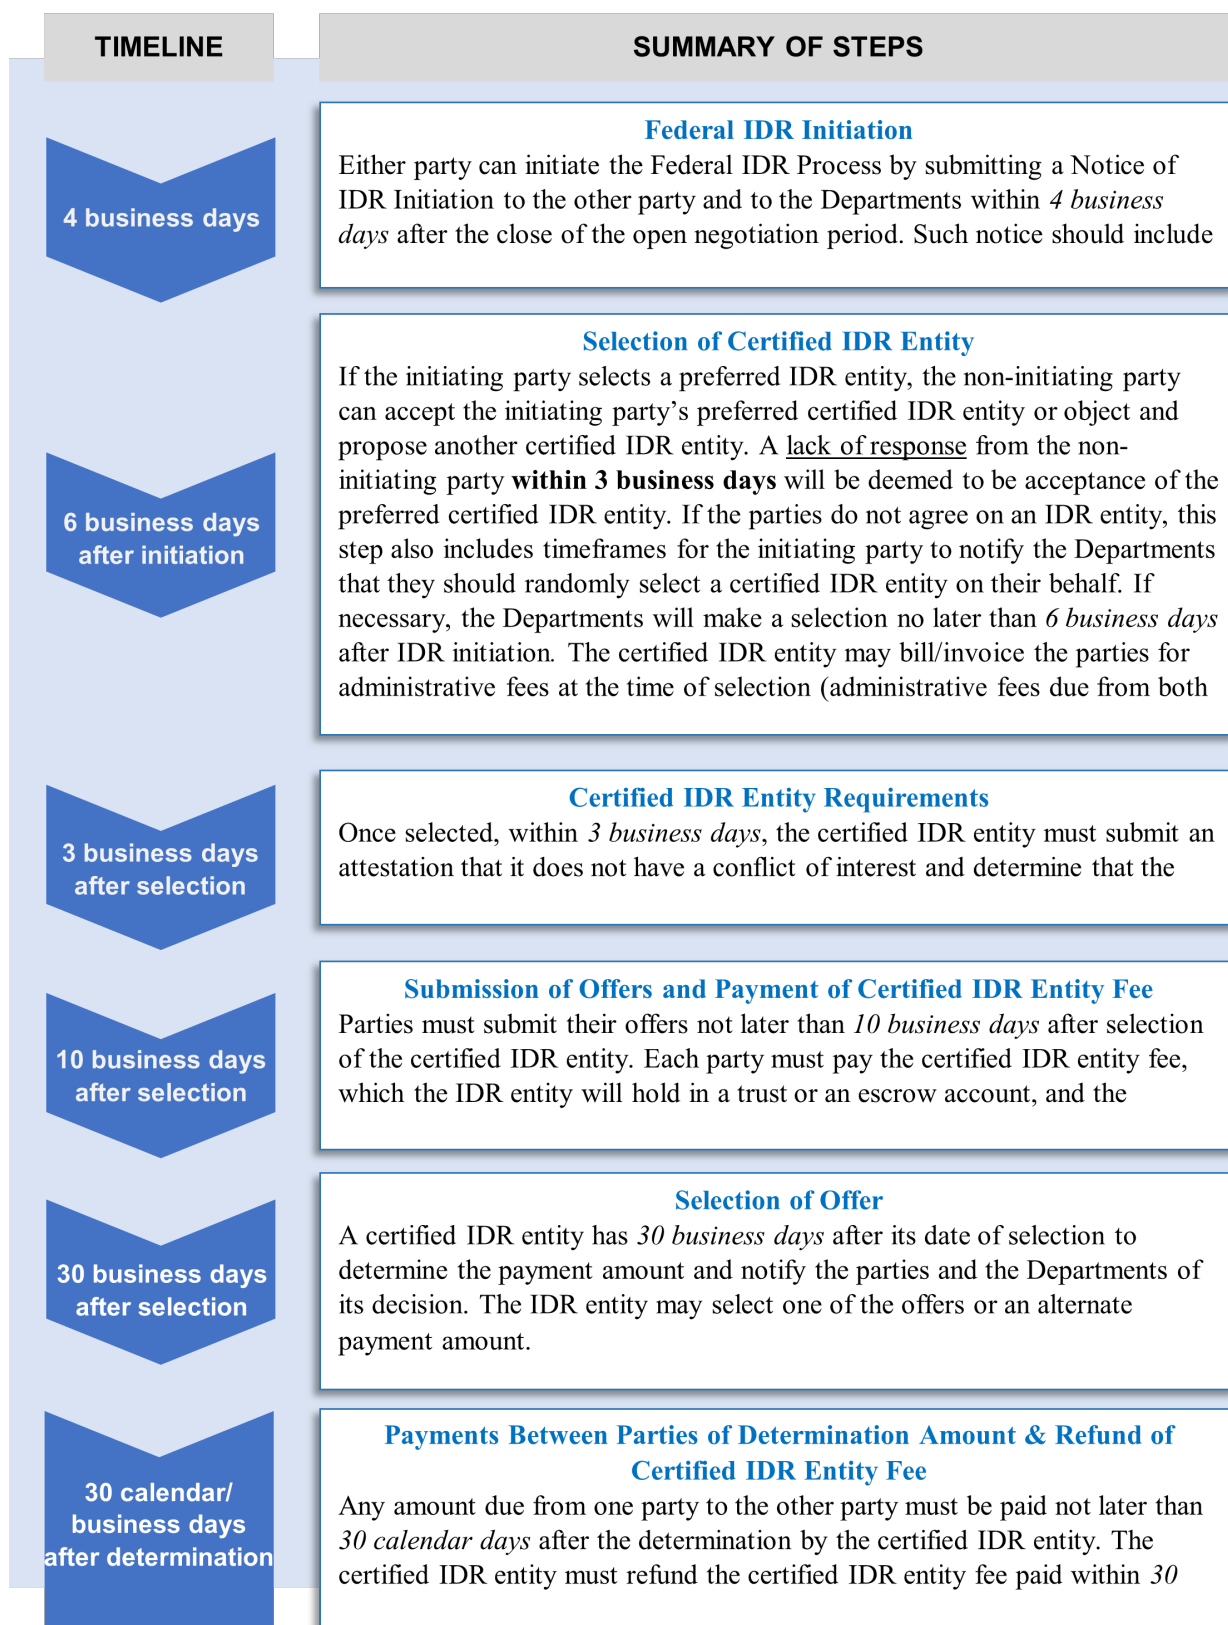 TIMELINE
SUMMARY OF STEPS
4 business days
Federal IDR Initiation
Either party can initiate the Federal IDR Process by submitting a Notice of
IDR Initiation to the other party and to the Departments within 4 business
days after the close of the open negotiation period. Such notice should include
6 business days
after initiation
Selection of Certified IDR Entity
If the initiating party selects a preferred IDR entity, the non-initiating party
can accept the initiating party’s preferred certified IDR entity or object and
propose another certified IDR entity. A lack of response from the non-
initiating party within 3 business days will be deemed to be acceptance of the
preferred certified IDR entity. If the parties do not agree on an IDR entity, this
step also includes timeframes for the initiating party to notify the Departments
that they should randomly select a certified IDR entity on their behalf. If
necessary, the Departments will make a selection no later than 6 business days
after IDR initiation. The certified IDR entity may bill/invoice the parties for
administrative fees at the time of selection (administrative fees due from both
3 business days
after selection
Certified IDR Entity Requirements
Once selected, within 3 business days, the certified IDR entity must submit an
attestation that it does not have a conflict of interest and determine that the
10 business days
after selection
Submission of Offers and Payment of Certified IDR Entity Fee
Parties must submit their offers not later than 10 business days after selection
of the certified IDR entity. Each party must pay the certified IDR entity fee,
which the IDR entity will hold in a trust or an escrow account, and the
30 business days
after selection
Selection of Offer
A certified IDR entity has 30 business days after its date of selection to
determine the payment amount and notify the parties and the Departments of
its decision. The IDR entity may select one of the offers or an alternate
payment amount.
30 calendar/
business days
after determination
Payments Between Parties of Determination Amount & Refund of
Certified IDR Entity Fee
Any amount due from one party to the other party must be paid not later than
30 calendar days after the determination by the certified IDR entity. The
certified IDR entity must refund the certified IDR entity fee paid within 30